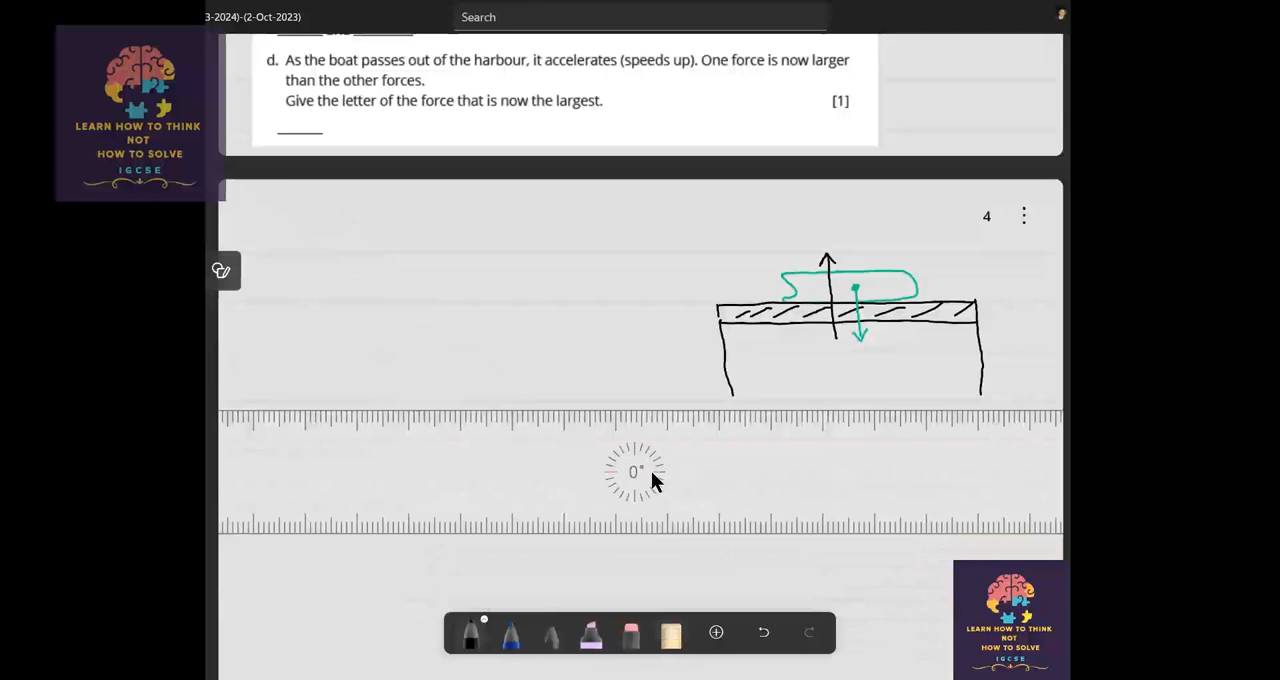 3-2024)-(2-Oct-2023)
Search
LEARN HOW TO THINK
NOT
HOW TO SOLVE
IGCSE
d. As the boat passes out of the harbour, it accelerates (speeds up). One force is now larger
than the other forces.
Give the letter of the force that is now the largest. [1]
4
0°
LEARN HOW TO THINK
NOT
HOW TO SOLVE
IGCSE